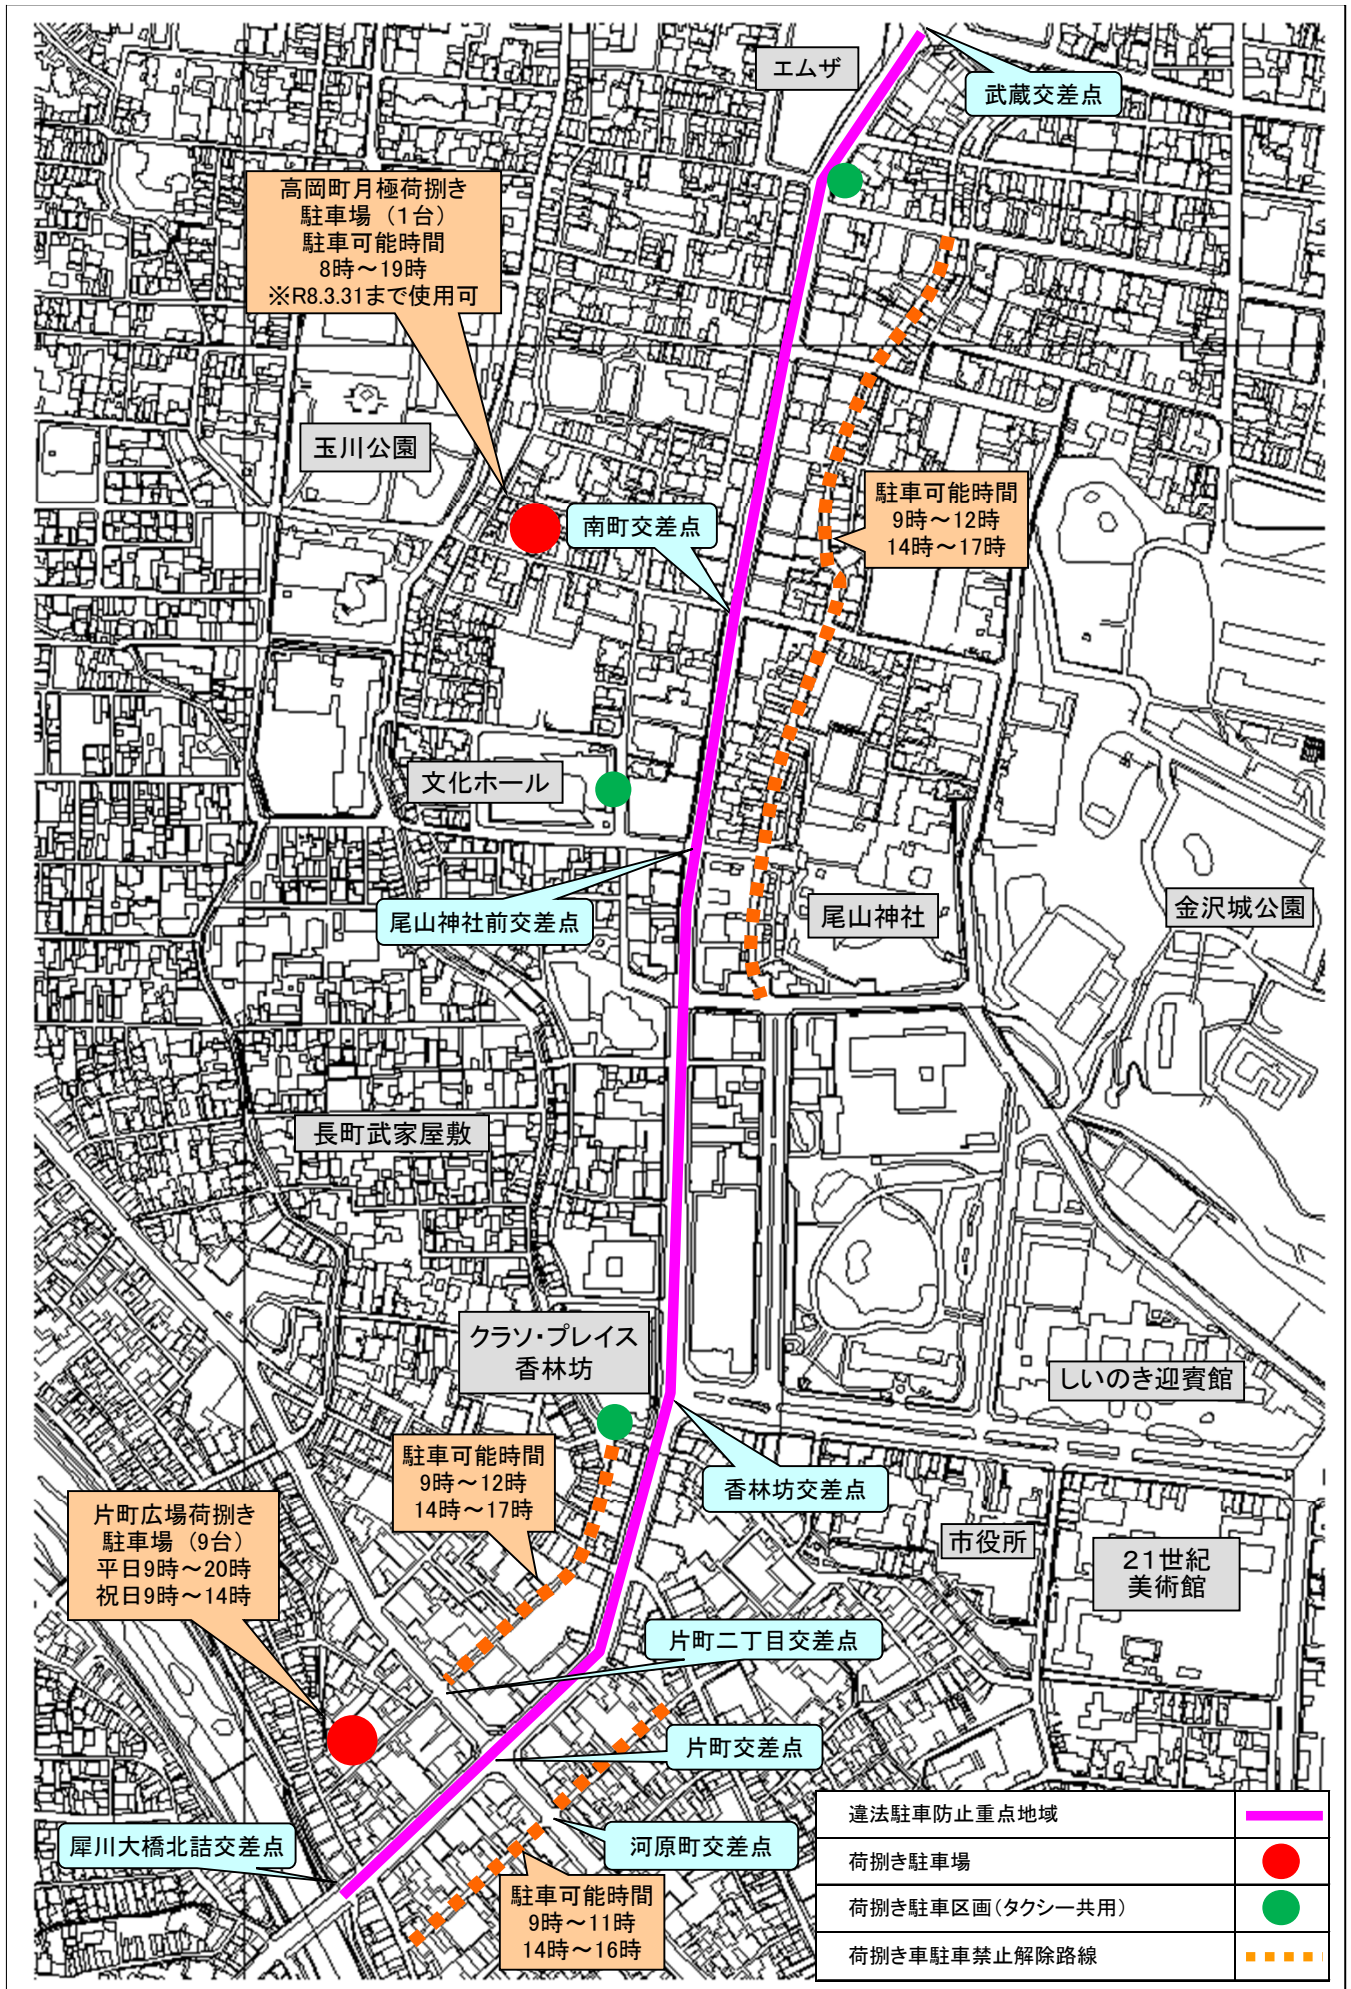 エムザ
武蔵交差点
高岡町月極荷捌き
駐車場（1台）
駐車可能時間
8時～19時
※R8.3.31まで使用可
玉川公園
駐車可能時間
9時～12時
14時～17時
南町交差点
文化ホール
尾山神社前交差点
尾山神社
金沢城公園
長町武家屋敷
クラソ・プレイス
香林坊
しいのき迎賓館
駐車可能時間
9時～12時
14時～17時
香林坊交差点
片町広場荷捌き
駐車場（9台）
平日9時～20時
祝日9時～14時
市役所
21世紀
美術館
片町二丁目交差点
片町交差点
犀川大橋北詰交差点
河原町交差点
駐車可能時間
9時～11時
14時～16時
違法駐車防止重点地域
荷捌き駐車場
荷捌き駐車区画（タクシー共用）
荷捌き車駐車禁止解除路線